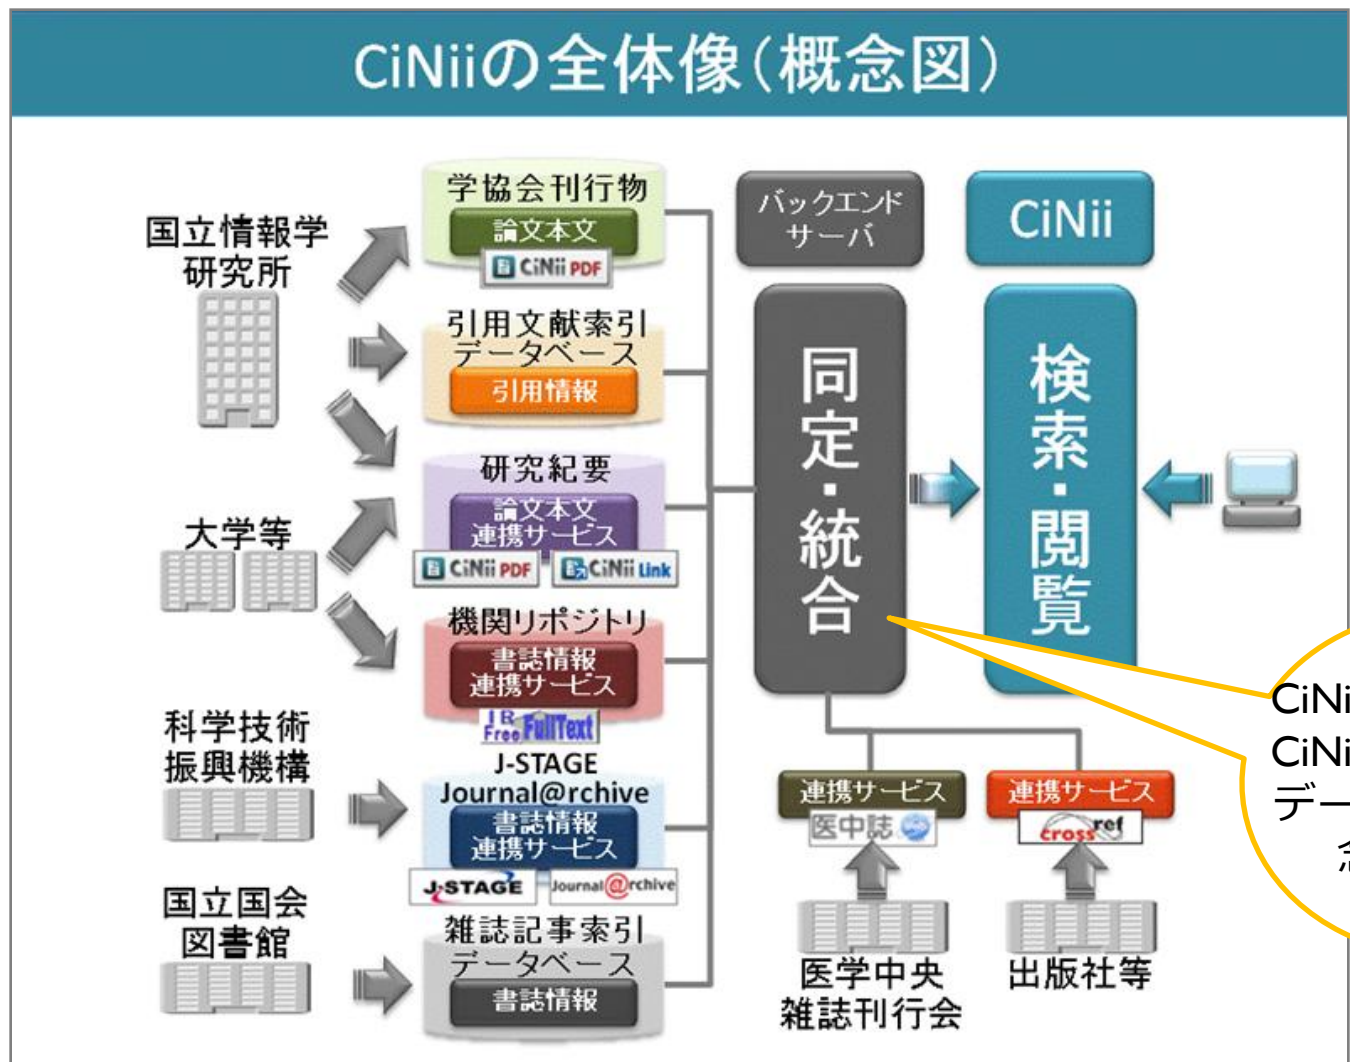 CiNiiの全体像(概念図)
国立情報学
研究所
大学等
科学技術
振興機構
国立国会
図書館
学協会刊行物
論文本文
CiNii PDF
引用文献索引
データベース
引用情報
研究紀要
論文本文
連携サービス
CiNii PDF
CiNii Link
機関リポジトリ
書誌情報
連携サービス
IR
Free FullText
J-STAGE
Journal@rchive
書誌情報
連携サービス
J-STAGE
Journal@rchive
雑誌記事索引
データベース
書誌情報
バックエンド
サーバ
同定・統合
CiNii
検索・閲覧
連携サービス
医中誌
医学中央
雑誌刊行会
連携サービス
crossref
出版社等
CiNi
CiNi
デー